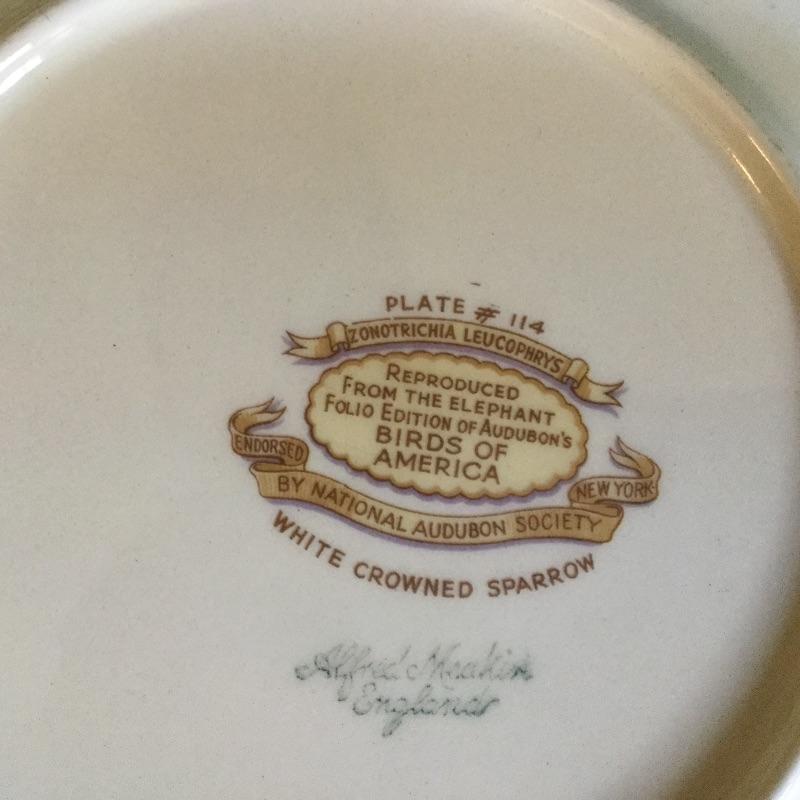 PLATE # 114
ZONOTRICHIA LEUCOPHRYS
REPRODUCED
FROM THE ELEPHANT
FOLIO EDITION OF AUDUBON'S
BIRDS OF
AMERICA
ENDORSED
BY NATIONAL AUDUBON SOCIETY
NEW YORK
WHITE CROWNED SPARROW
Alfred Meakin
England